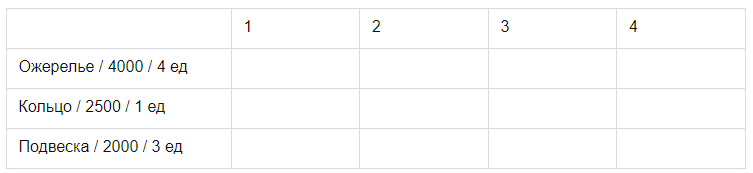 1 2 3 4
Ожерелье / 4000 / 4 ед
Кольцо / 2500 / 1 ед
Подвеска / 2000 / 3 ед